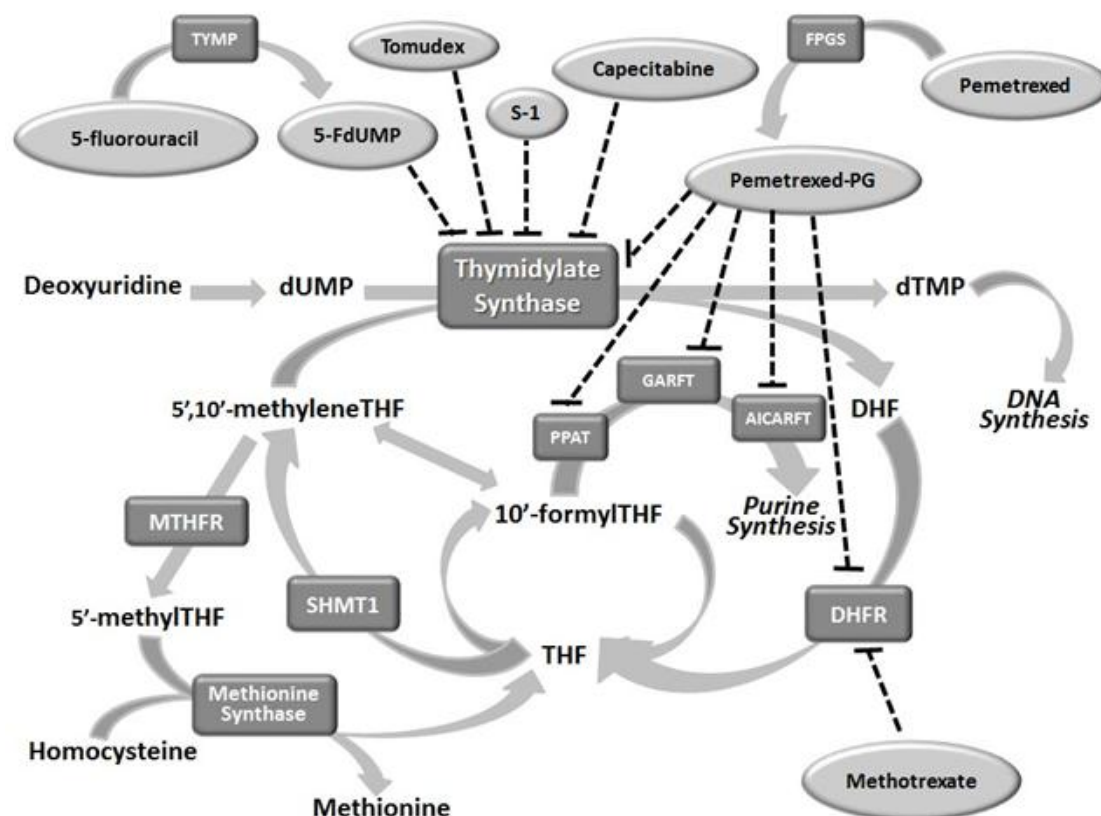 TYMP
Tomudex
Capecitabine
FPGS
Pemetrexed
5-fluorouracil
5-FdUMP
S-1
Pemetrexed-PG
Deoxyuridine
dUMP
Thymidylate
Synthase
dTMP
GARFT
5’,10’-methyleneTHF
PPAT
AICARFT
DHF
DNA
Synthesis
MTHFR
10’-formylTHF
Purine
Synthesis
5’-methylTHF
SHMT1
DHFR
THF
Methionine
Synthase
Homocysteine
Methionine
Methotrexate